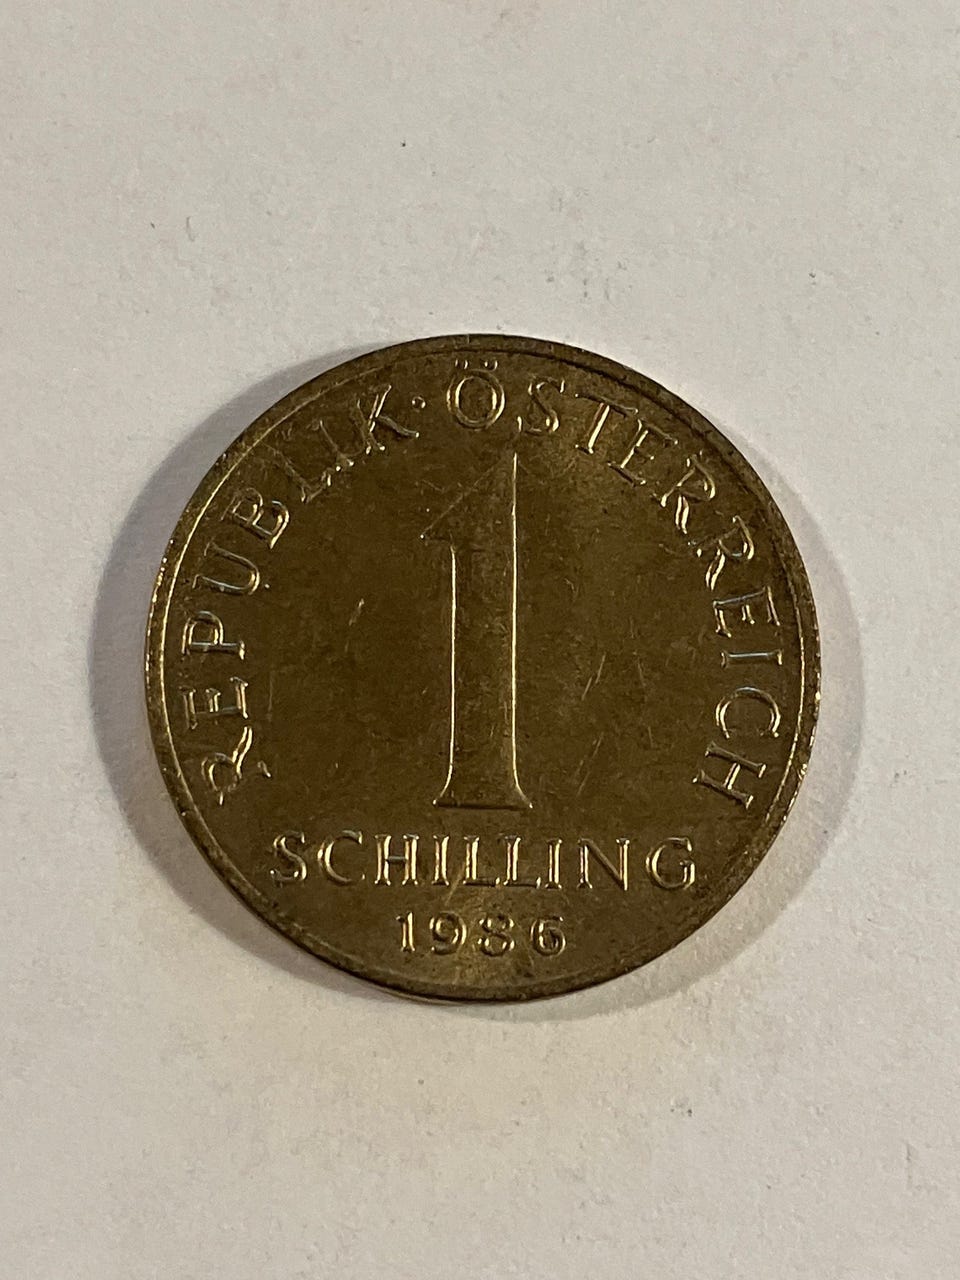 REPUBLIK · ÖSTERREICH
1
SCHILLING
1986